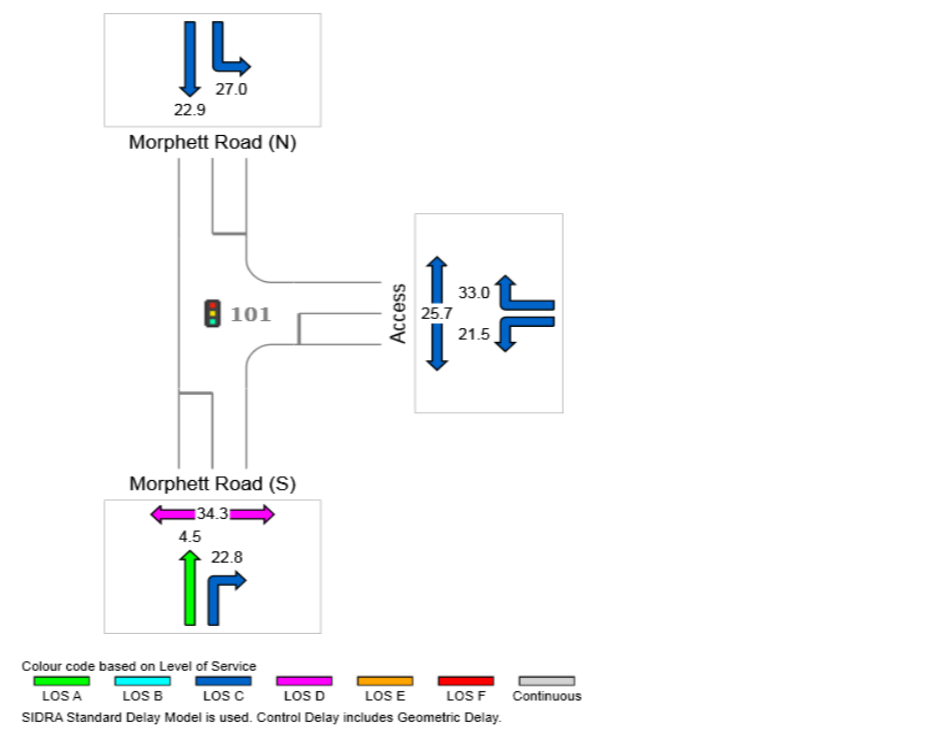 27.0
22.9
Morphett Road (N)
33.0
Access
25.7
101
21.5
Morphett Road (S)
34.3
4.5
22.8
Colour code based on Level of Service
LOS A LOS B LOS C LOS D LOS E LOS F Continuous
SIDRA Standard Delay Model is used. Control Delay includes Geometric Delay.